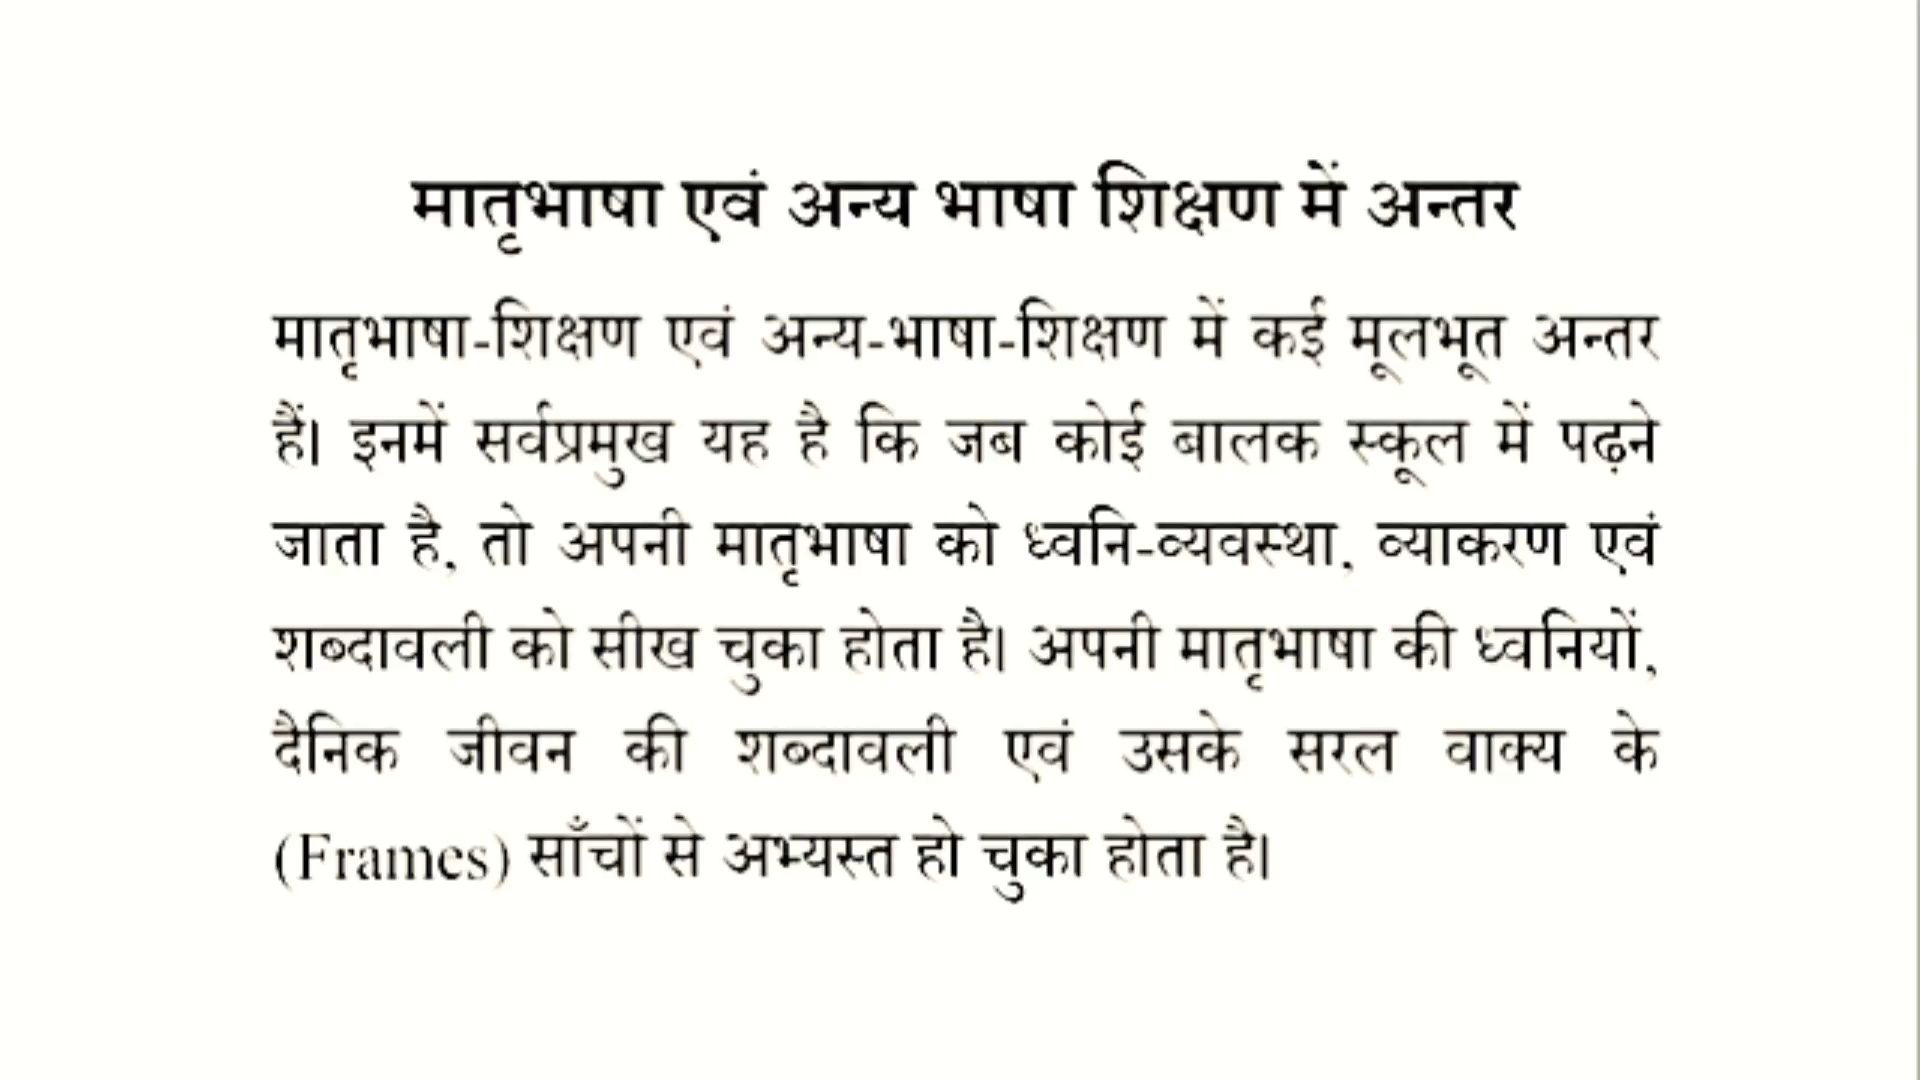 मातृभाषा एवं अन्य भाषा शिक्षण में अन्तर
मातृभाषा-शिक्षण एवं अन्य-भाषा-शिक्षण में कई मूलभूत अन्तर
हैं। इनमें सर्वप्रमुख यह है कि जब कोई बालक स्कूल में पढ़ने
जाता है, तो अपनी मातृभाषा को ध्वनि-व्यवस्था, व्याकरण एवं
शब्दावली को सीख चुका होता है। अपनी मातृभाषा की ध्वनियों,
दैनिक जीवन की शब्दावली एवं उसके सरल वाक्य के
(Frames) साँचों से अभ्यस्त हो चुका होता है।